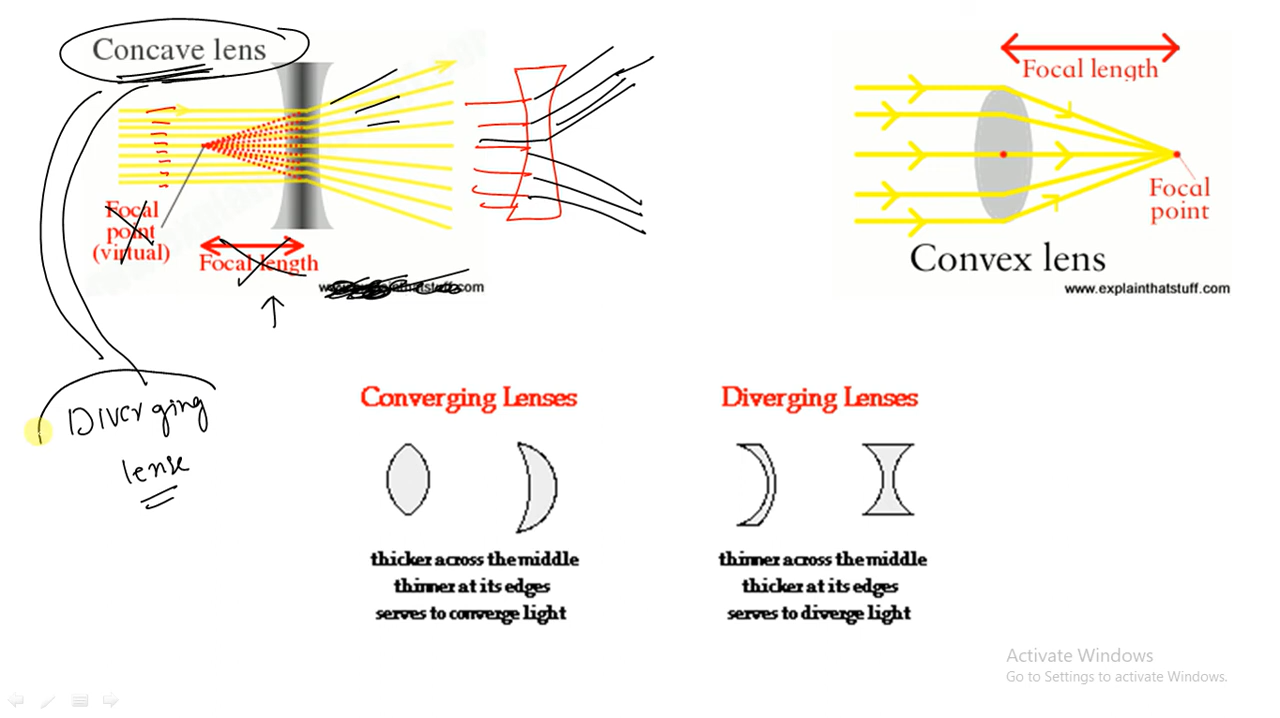 Concave lens
Focal
point
(virtual)
Focal length
Focal length
Focal
point
Convex lens
www.explainthatstuff.com
Diverging
lense
Converging Lenses
Diverging Lenses
thicker across the middle
thinner at its edges
serves to converge light
thinner across the middle
thicker at its edges
serves to diverge light
Activate Windows
Go to Settings to activate Windows.